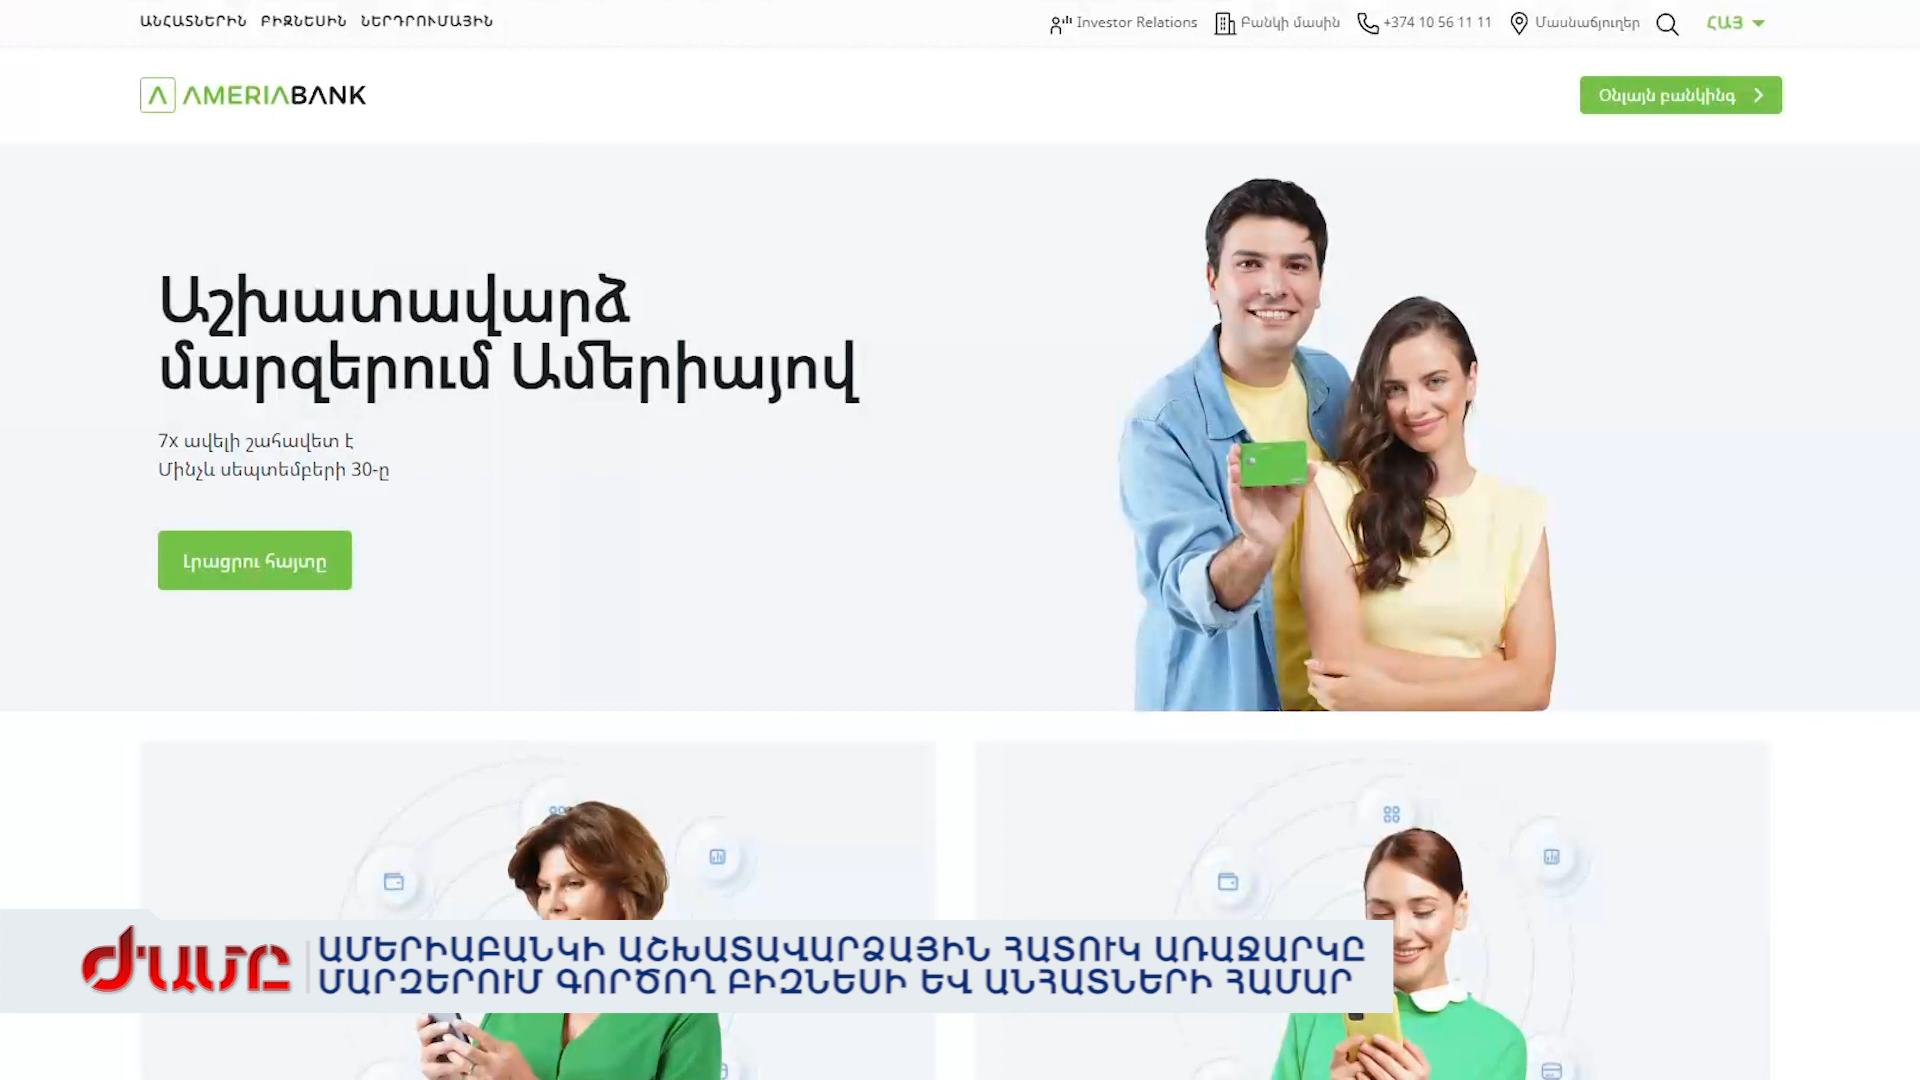 ԱՆՀԱՏՆԵՐԻՆ ԲԻԶՆԵՍԻՆ ՆԵՐԴՐՈՒՄԱՅԻՆ
Investor Relations Բանկի մասին +374 10 56 11 11 Մասնաճյուղեր ՀԱՅ
AMERIABANK
Օնլայն բանկինգ
Աշխատավարձ
մարզերում Ամերիայով
7x ավելի շահավետ է
Մինչև սեպտեմբերի 30-ը
Լրացրու հայտը
ԺԱՄԸ
ԱՄԵՐԻԱԲԱՆԿԻ ԱՇԽԱՏԱՎԱՐՁԱՅԻՆ ՀԱՏՈՒԿ ԱՌԱՋԱՐԿԸ
ՄԱՐԶԵՐՈՒՄ ԳՈՐԾՈՂ ԲԻԶՆԵՍԻ ԵՎ ԱՆՀԱՏՆԵՐԻ ՀԱՄԱՐ